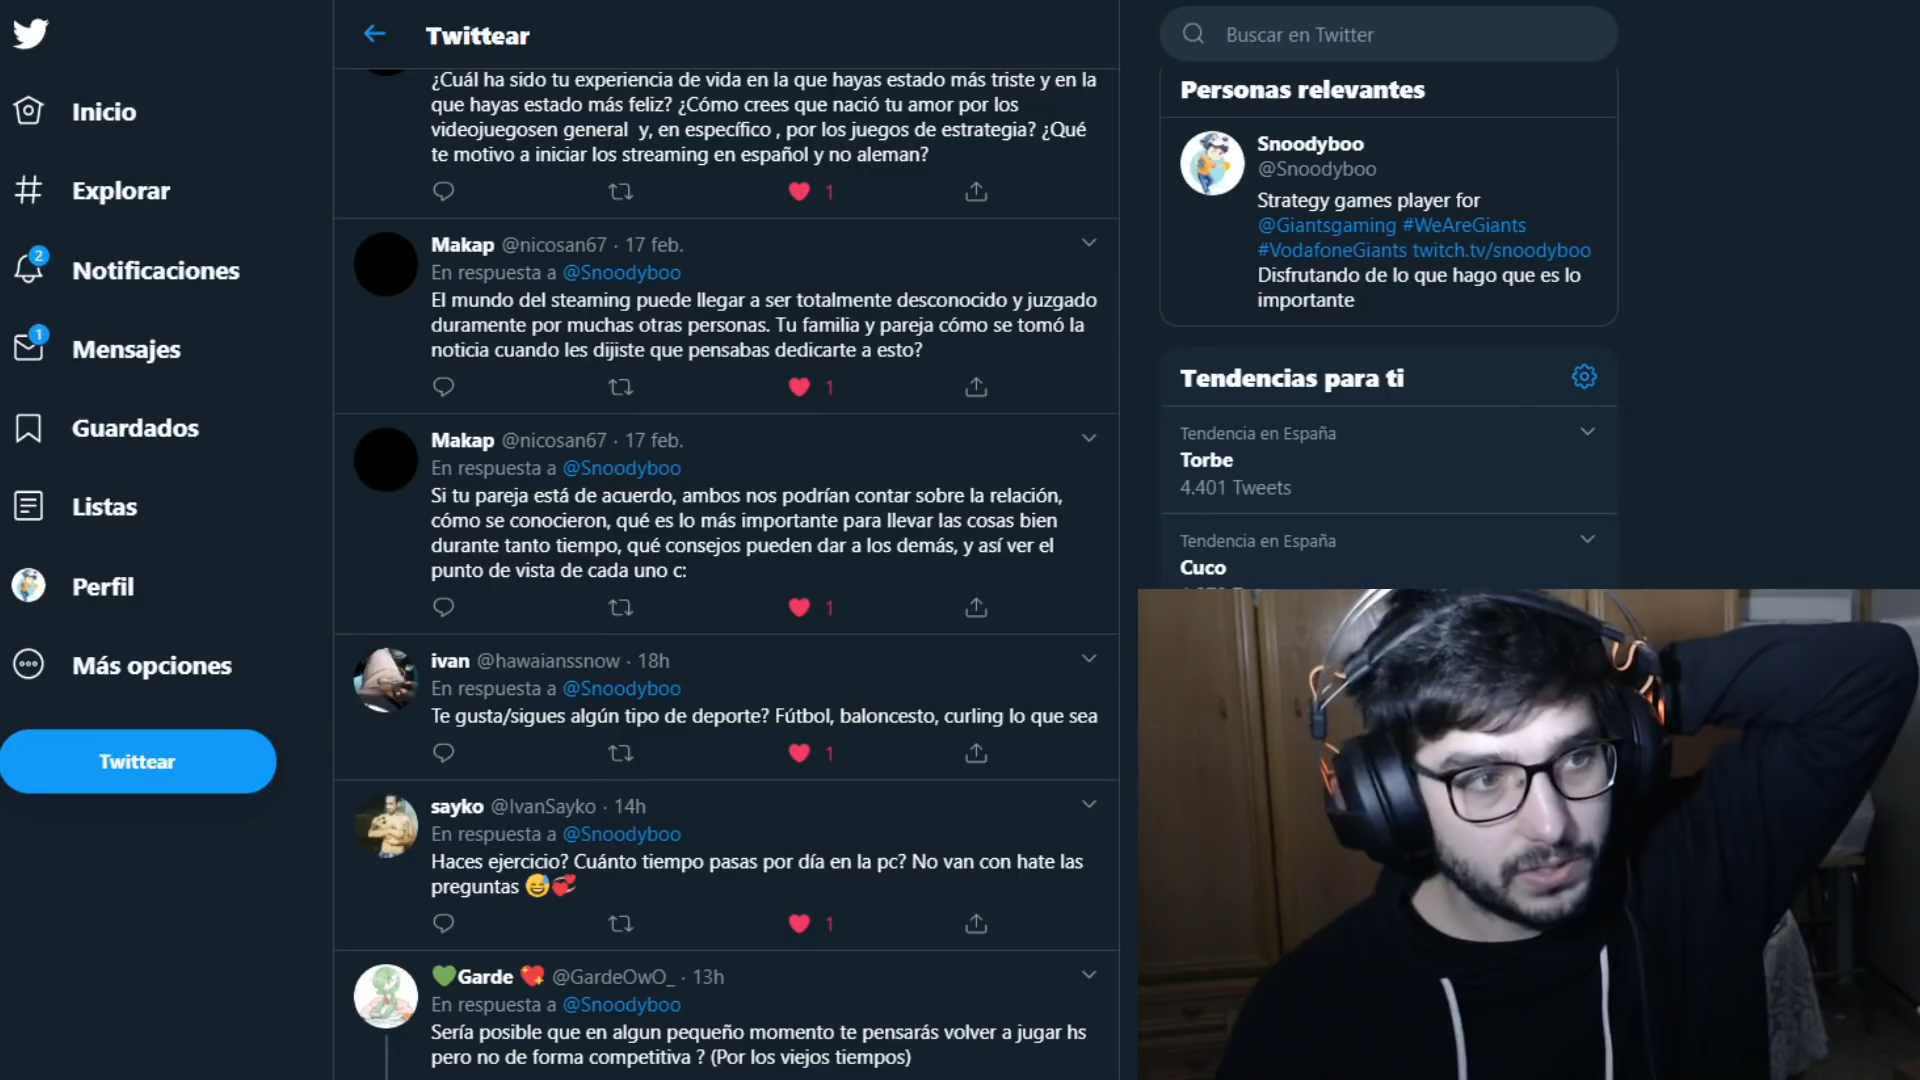 Inicio
Explorar
2
Notificaciones
1
Mensajes
Guardados
Listas
Perfil
Más opciones
Twittear
Twittear
¿Cuál ha sido tu experiencia de vida en la que hayas estado más triste y en la
que hayas estado más feliz? ¿Cómo crees que nació tu amor por los
videojuegosen general  y, en específico , por los juegos de estrategia? ¿Qué
te motivo a iniciar los streaming en español y no aleman?
1
Makap @nicosan67 · 17 feb.
En respuesta a @Snoodyboo
El mundo del steaming puede llegar a ser totalmente desconocido y juzgado
duramente por muchas otras personas. Tu familia y pareja cómo se tomó la
noticia cuando les dijiste que pensabas dedicarte a esto?
1
Makap @nicosan67 · 17 feb.
En respuesta a @Snoodyboo
Si tu pareja está de acuerdo, ambos nos podrían contar sobre la relación,
cómo se conocieron, qué es lo más importante para llevar las cosas bien
durante tanto tiempo, qué consejos pueden dar a los demás, y así ver el
punto de vista de cada uno c:
1
ivan @hawaianssnow · 18h
En respuesta a @Snoodyboo
Te gusta/sigues algún tipo de deporte? Fútbol, baloncesto, curling lo que sea
1
sayko @IvanSayko · 14h
En respuesta a @Snoodyboo
Haces ejercicio? Cuánto tiempo pasas por día en la pc? No van con hate las
preguntas 😅💞
1
💚Garde 💖 @GardeOwO_ · 13h
En respuesta a @Snoodyboo
Sería posible que en algun pequeño momento te pensarás volver a jugar hs
pero no de forma competitiva ? (Por los viejos tiempos)
Buscar en Twitter
Personas relevantes
Snoodyboo
@Snoodyboo
Strategy games player for
@Giantsgaming #WeAreGiants
#VodafoneGiants twitch.tv/snoodyboo
Disfrutando de lo que hago que es lo
importante
Tendencias para ti
Tendencia en España
Torbe
4.401 Tweets
Tendencia en España
Cuco